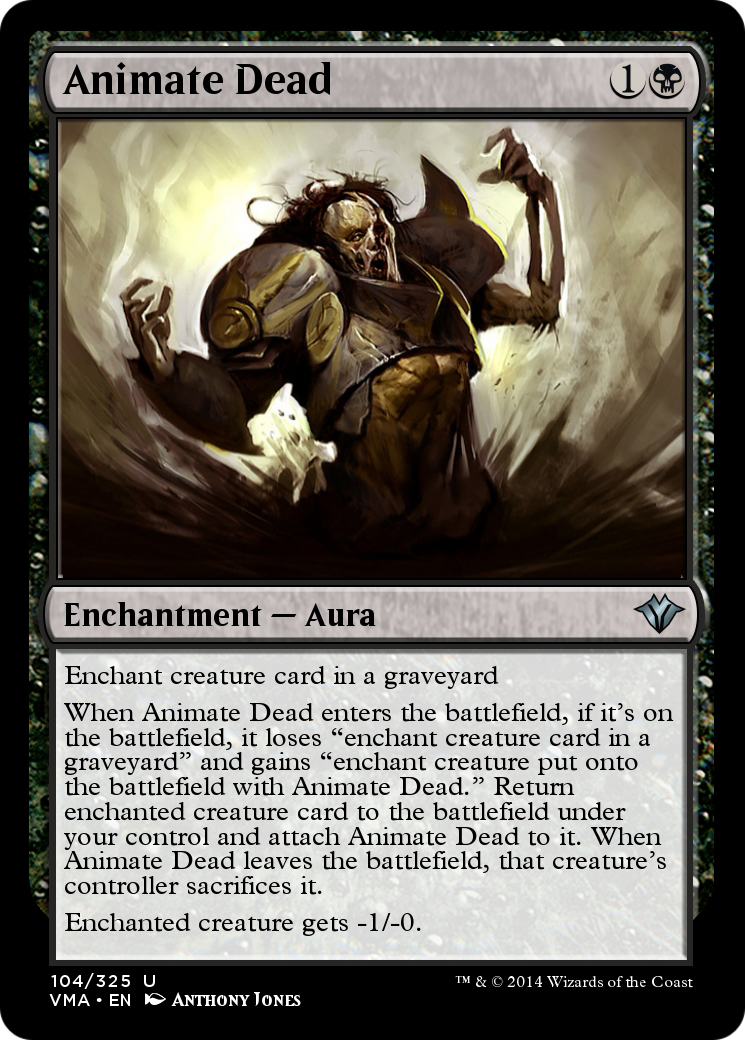 Animate Dead 1
Enchantment — Aura
Enchant creature card in a graveyard
When Animate Dead enters the battlefield, if it's on
the battlefield, it loses “enchant creature card in a
graveyard” and gains “enchant creature put onto
the battlefield with Animate Dead.” Return
enchanted creature card to the battlefield under
your control and attach Animate Dead to it. When
Animate Dead leaves the battlefield, that creature's
controller sacrifices it.
Enchanted creature gets -1/-0.
104/325 U
™ & © 2014 Wizards of the Coast
VMA • EN Anthony Jones